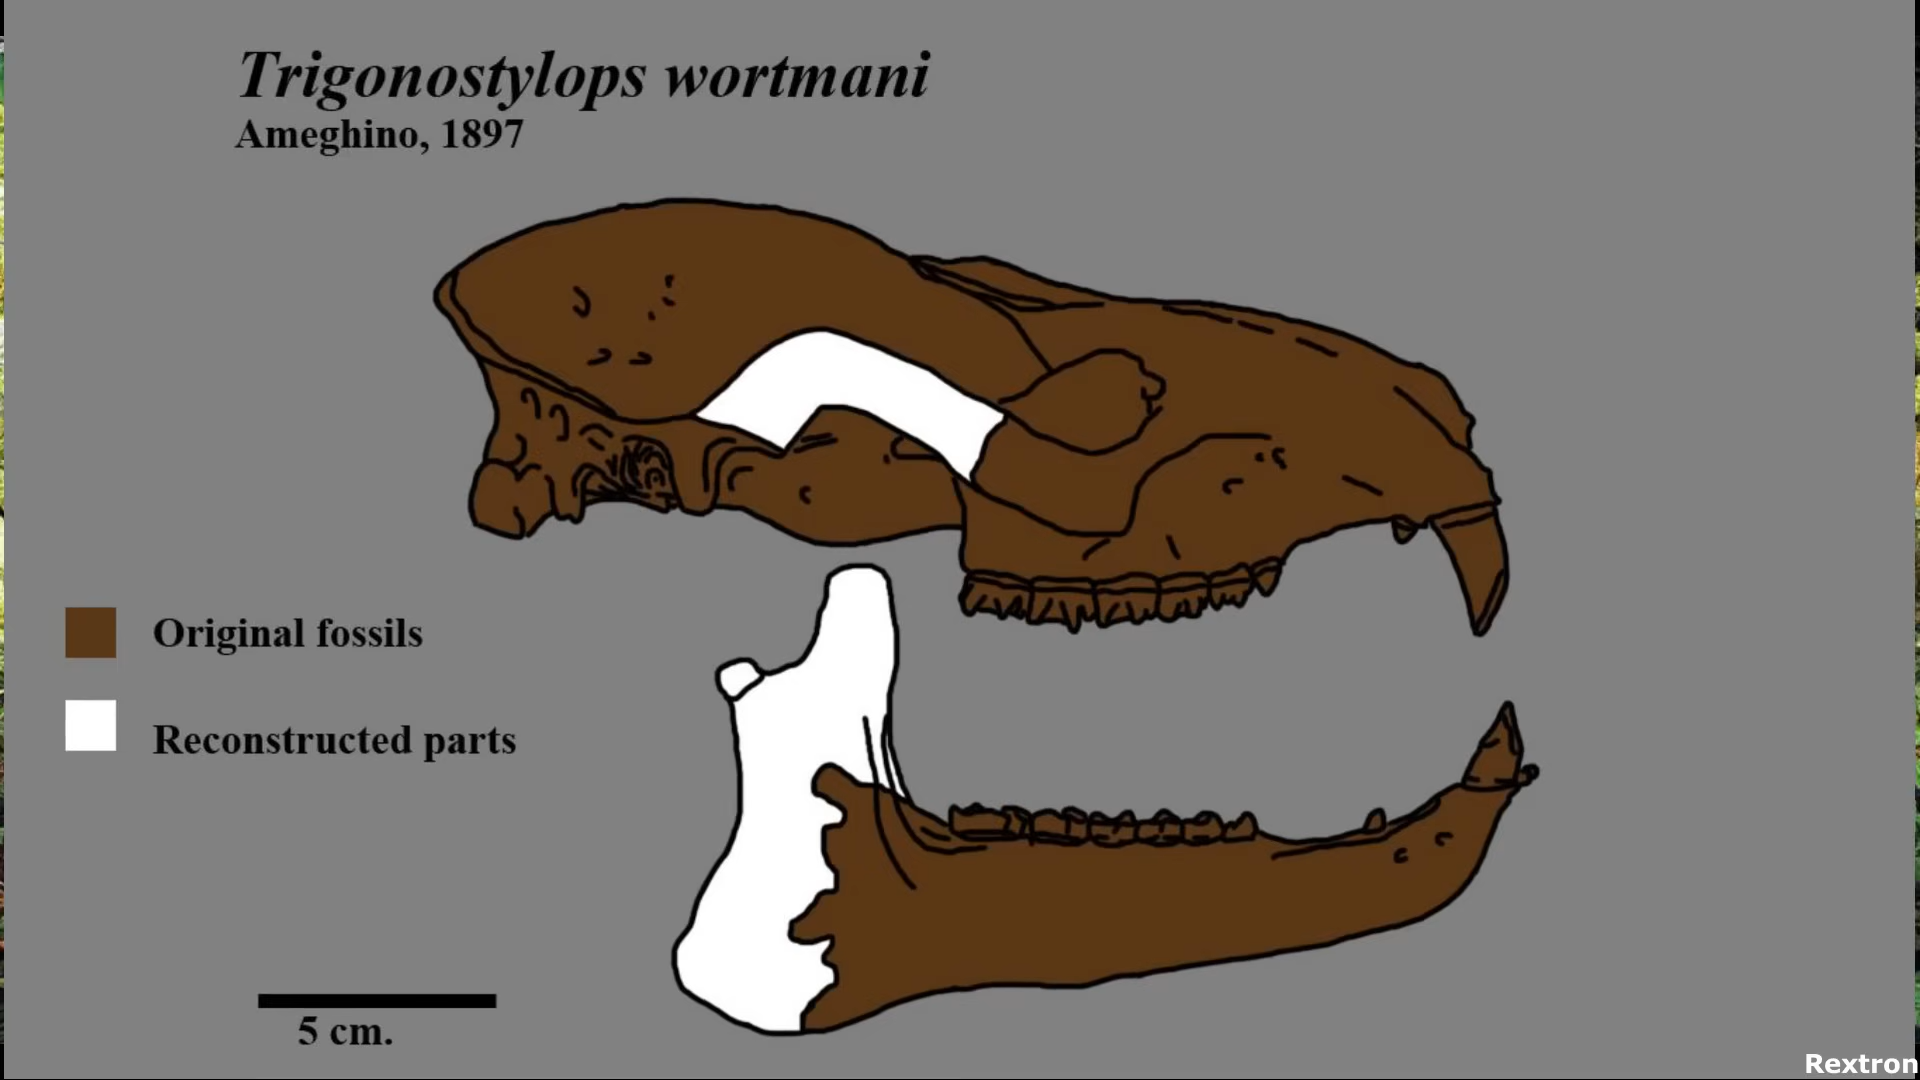 Trigonostylops wortmani
Ameghino, 1897
Original fossils
Reconstructed parts
5 cm.
Rextron